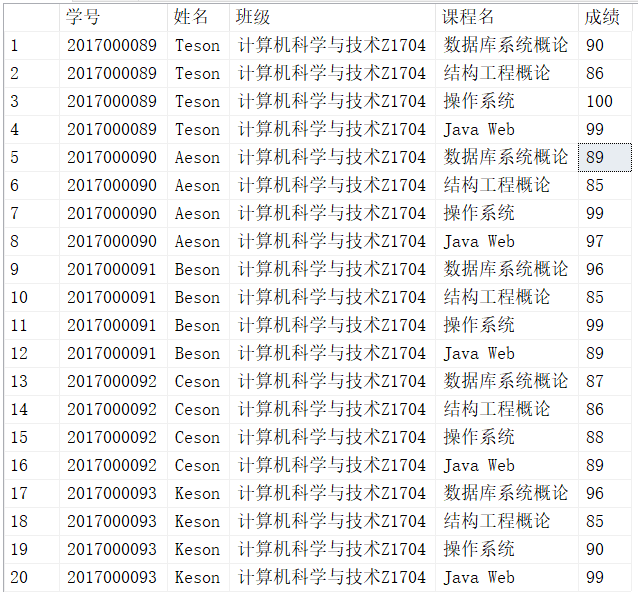 学号 姓名 班级 课程名 成绩
1 2017000089 Teson 计算机科学与技术Z1704 数据库系统概论 90
2 2017000089 Teson 计算机科学与技术Z1704 结构工程概论 86
3 2017000089 Teson 计算机科学与技术Z1704 操作系统 100
4 2017000089 Teson 计算机科学与技术Z1704 Java Web 99
5 2017000090 Aeson 计算机科学与技术Z1704 数据库系统概论 89
6 2017000090 Aeson 计算机科学与技术Z1704 结构工程概论 85
7 2017000090 Aeson 计算机科学与技术Z1704 操作系统 99
8 2017000090 Aeson 计算机科学与技术Z1704 Java Web 97
9 2017000091 Beson 计算机科学与技术Z1704 数据库系统概论 96
10 2017000091 Beson 计算机科学与技术Z1704 结构工程概论 85
11 2017000091 Beson 计算机科学与技术Z1704 操作系统 99
12 2017000091 Beson 计算机科学与技术Z1704 Java Web 89
13 2017000092 Ceson 计算机科学与技术Z1704 数据库系统概论 87
14 2017000092 Ceson 计算机科学与技术Z1704 结构工程概论 86
15 2017000092 Ceson 计算机科学与技术Z1704 操作系统 88
16 2017000092 Ceson 计算机科学与技术Z1704 Java Web 89
17 2017000093 Keson 计算机科学与技术Z1704 数据库系统概论 96
18 2017000093 Keson 计算机科学与技术Z1704 结构工程概论 85
19 2017000093 Keson 计算机科学与技术Z1704 操作系统 90
20 2017000093 Keson 计算机科学与技术Z1704 Java Web 99